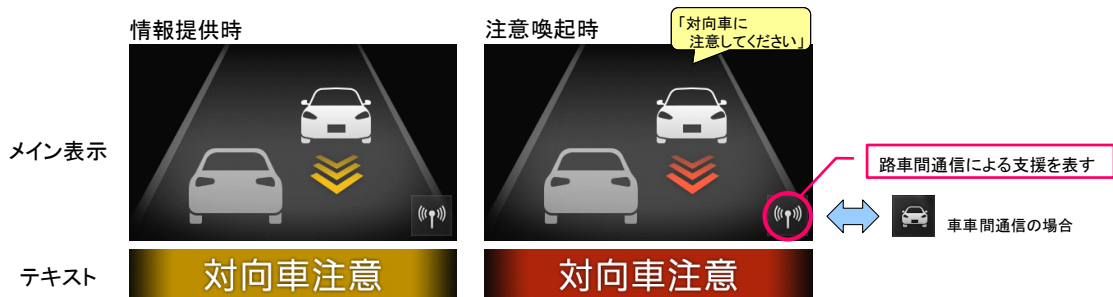 情報提供時
注意喚起時
「対向車に
注意してください」
メイン表示
路車間通信による支援を表す
車車間通信の場合
テキスト
対向車注意
対向車注意